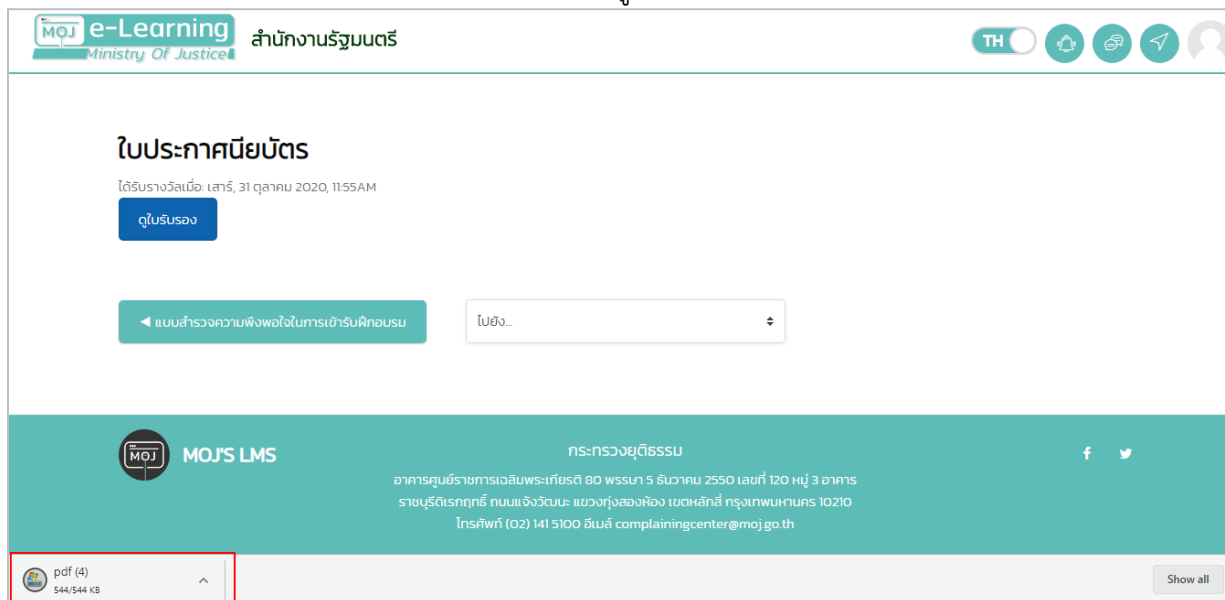 MOJ e-Learning
Ministry Of Justice
สำนักงานรัฐมนตรี
TH
ใบประกาศนียบัตร
ได้รับรางวัลเมื่อ: เสาร์, 31 ตุลาคม 2020, 11:55AM
ดูใบรับรอง
◀ แบบสำรวจความพึงพอใจในการเข้ารับฝึกอบรม
ไปยัง...
MOJ
MOJ'S LMS
กระทรวงยุติธรรม
อาคารศูนย์ราชการเฉลิมพระเกียรติ 80 พรรษา 5 ธันวาคม 2550 เลขที่ 120 หมู่ 3 อาคาร
ราชบุรีดิเรกฤทธิ์ ถนนแจ้งวัฒนะ แขวงทุ่งสองห้อง เขตหลักสี่ กรุงเทพมหานคร 10210
โทรศัพท์ (02) 141 5100 อีเมล์ complainingcenter@moj.go.th
pdf (4)
544/544 KB
Show all